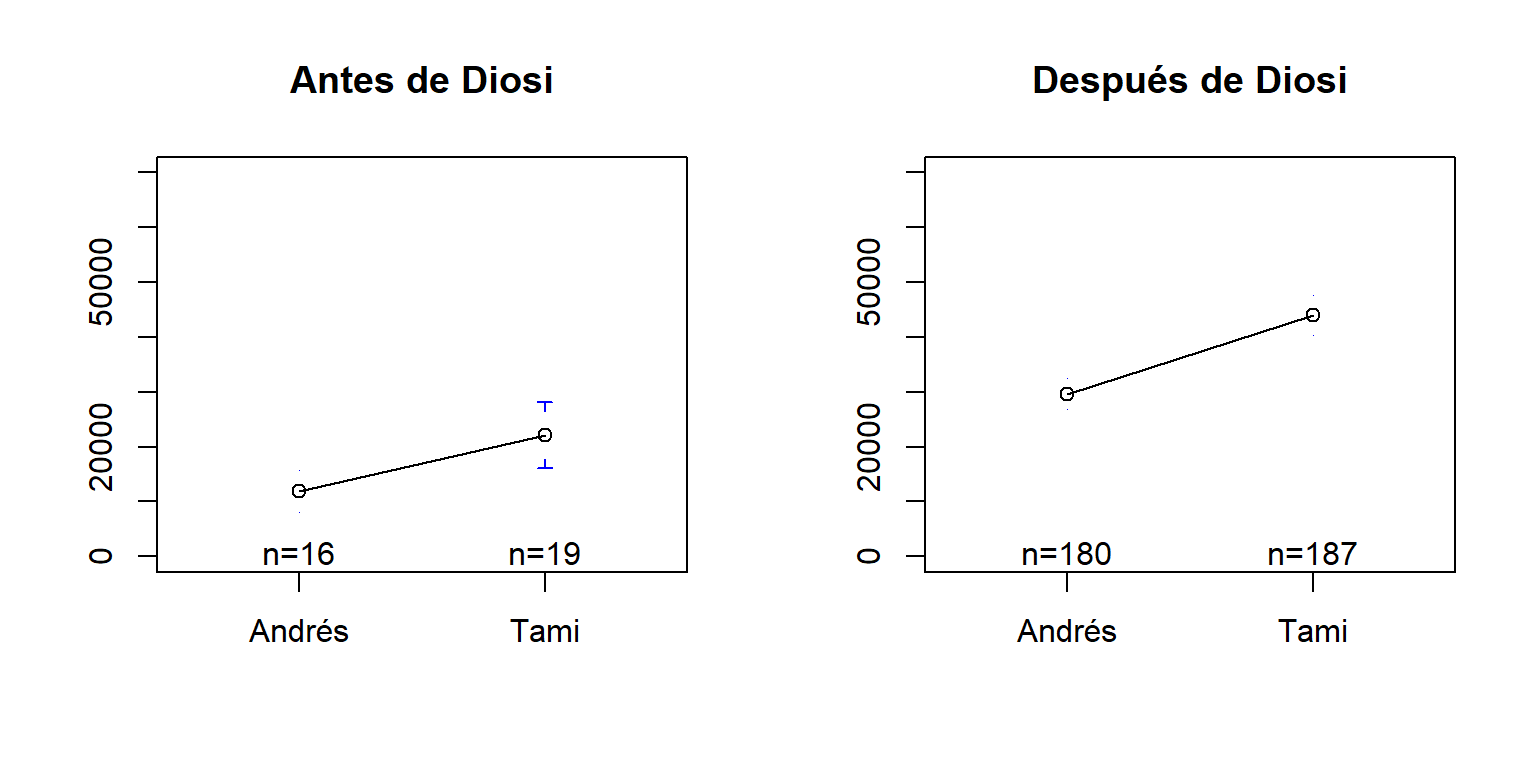 Antes de Diosi
50000
20000
0
n=16
n=19
Andrés
Tami
Después de Diosi
50000
20000
0
n=180
n=187
Andrés
Tami